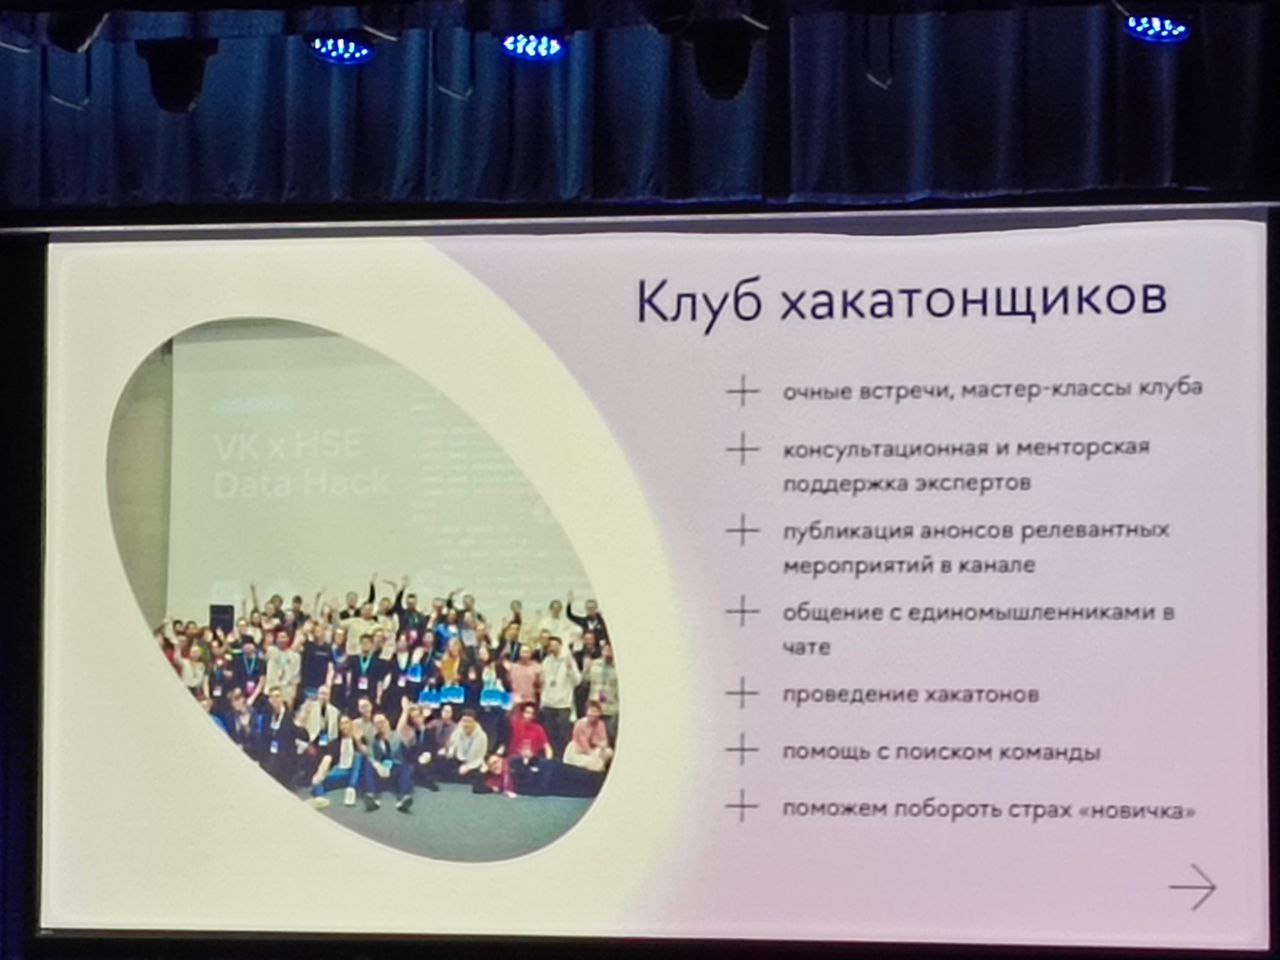 Клуб хакатонщиков
VK x HSE
Data Hack
очные встречи, мастер-классы клуба
консультационная и менторская
поддержка экспертов
публикация анонсов релевантных
мероприятий в канале
общение с единомышленниками в
чате
проведение хакатонов
помощь с поиском команды
поможем побороть страх «новичка»